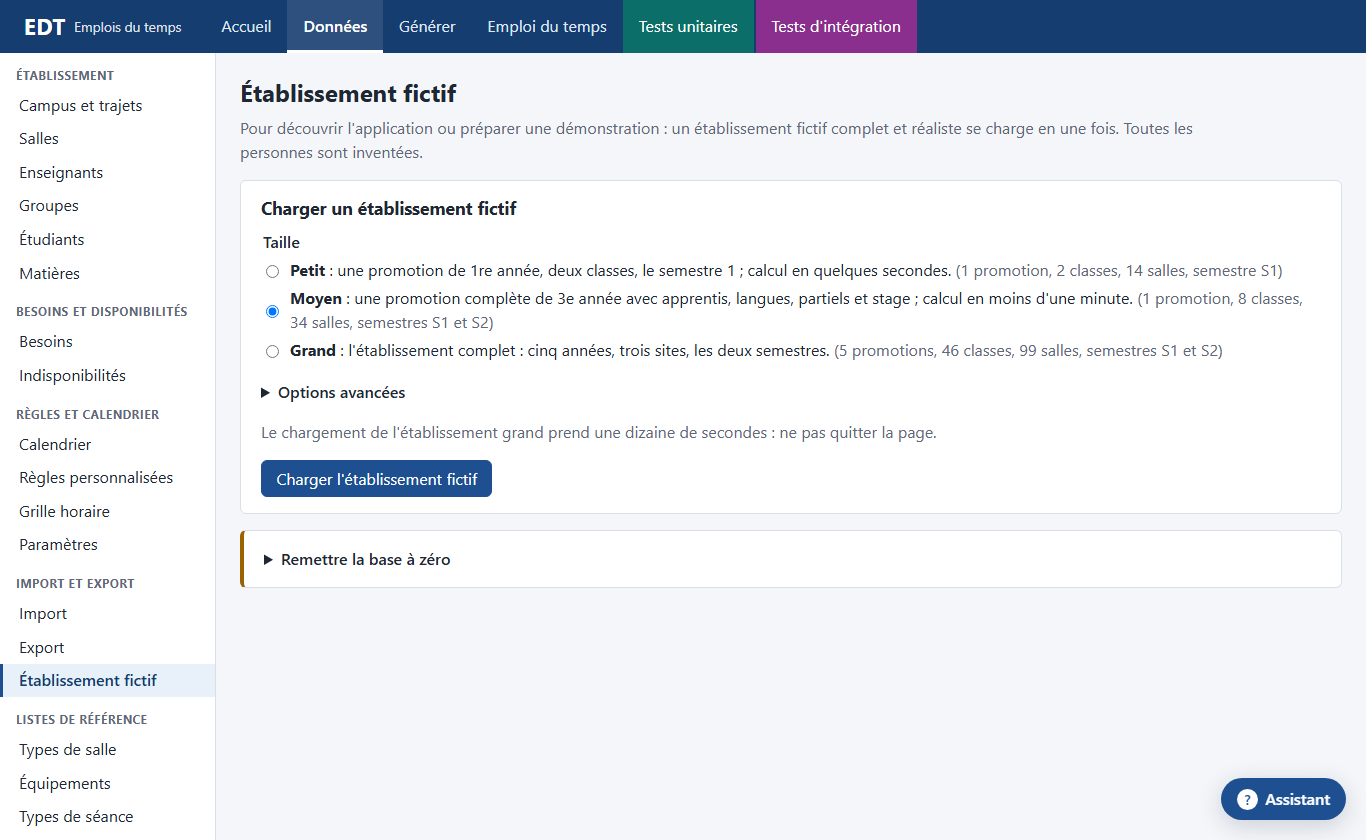 EDT Emplois du temps Accueil Données Générer Emploi du temps Tests unitaires Tests d'intégration
ÉTABLISSEMENT
Campus et trajets
Salles
Enseignants
Groupes
Étudiants
Matières
BESOINS ET DISPONIBILITÉS
Besoins
Indisponibilités
RÈGLES ET CALENDRIER
Calendrier
Règles personnalisées
Grille horaire
Paramètres
IMPORT ET EXPORT
Import
Export
Établissement fictif
LISTES DE RÉFÉRENCE
Types de salle
Équipements
Types de séance
Établissement fictif
Pour découvrir l'application ou préparer une démonstration : un établissement fictif complet et réaliste se charge en une fois. Toutes les
personnes sont inventées.
Charger un établissement fictif
Taille
Petit : une promotion de 1re année, deux classes, le semestre 1 ; calcul en quelques secondes. (1 promotion, 2 classes, 14 salles, semestre S1)
Moyen : une promotion complète de 3e année avec apprentis, langues, partiels et stage ; calcul en moins d'une minute. (1 promotion, 8 classes,
34 salles, semestres S1 et S2)
Grand : l'établissement complet : cinq années, trois sites, les deux semestres. (5 promotions, 46 classes, 99 salles, semestres S1 et S2)
Options avancées
Le chargement de l'établissement grand prend une dizaine de secondes : ne pas quitter la page.
Charger l'établissement fictif
Remettre la base à zéro
? Assistant